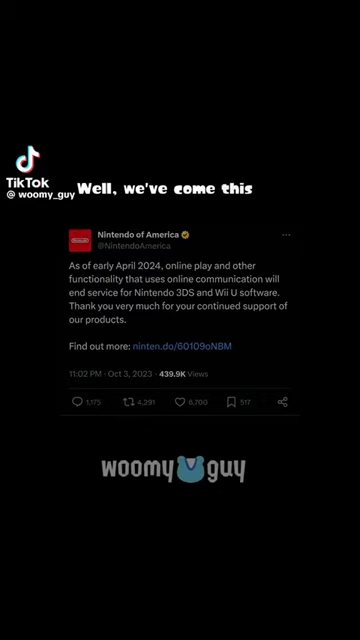 TikTok
@ woomy_guy
Well, we've come this
Nintendo
Nintendo of America
@NintendoAmerica
As of early April 2024, online play and other
functionality that uses online communication will
end service for Nintendo 3DS and Wii U software.
Thank you very much for your continued support of
our products.
Find out more: ninten.do/60109oNBM
11:02 PM · Oct 3, 2023 · 439.9K Views
1,175 4,291 6,700 517
woomy guy